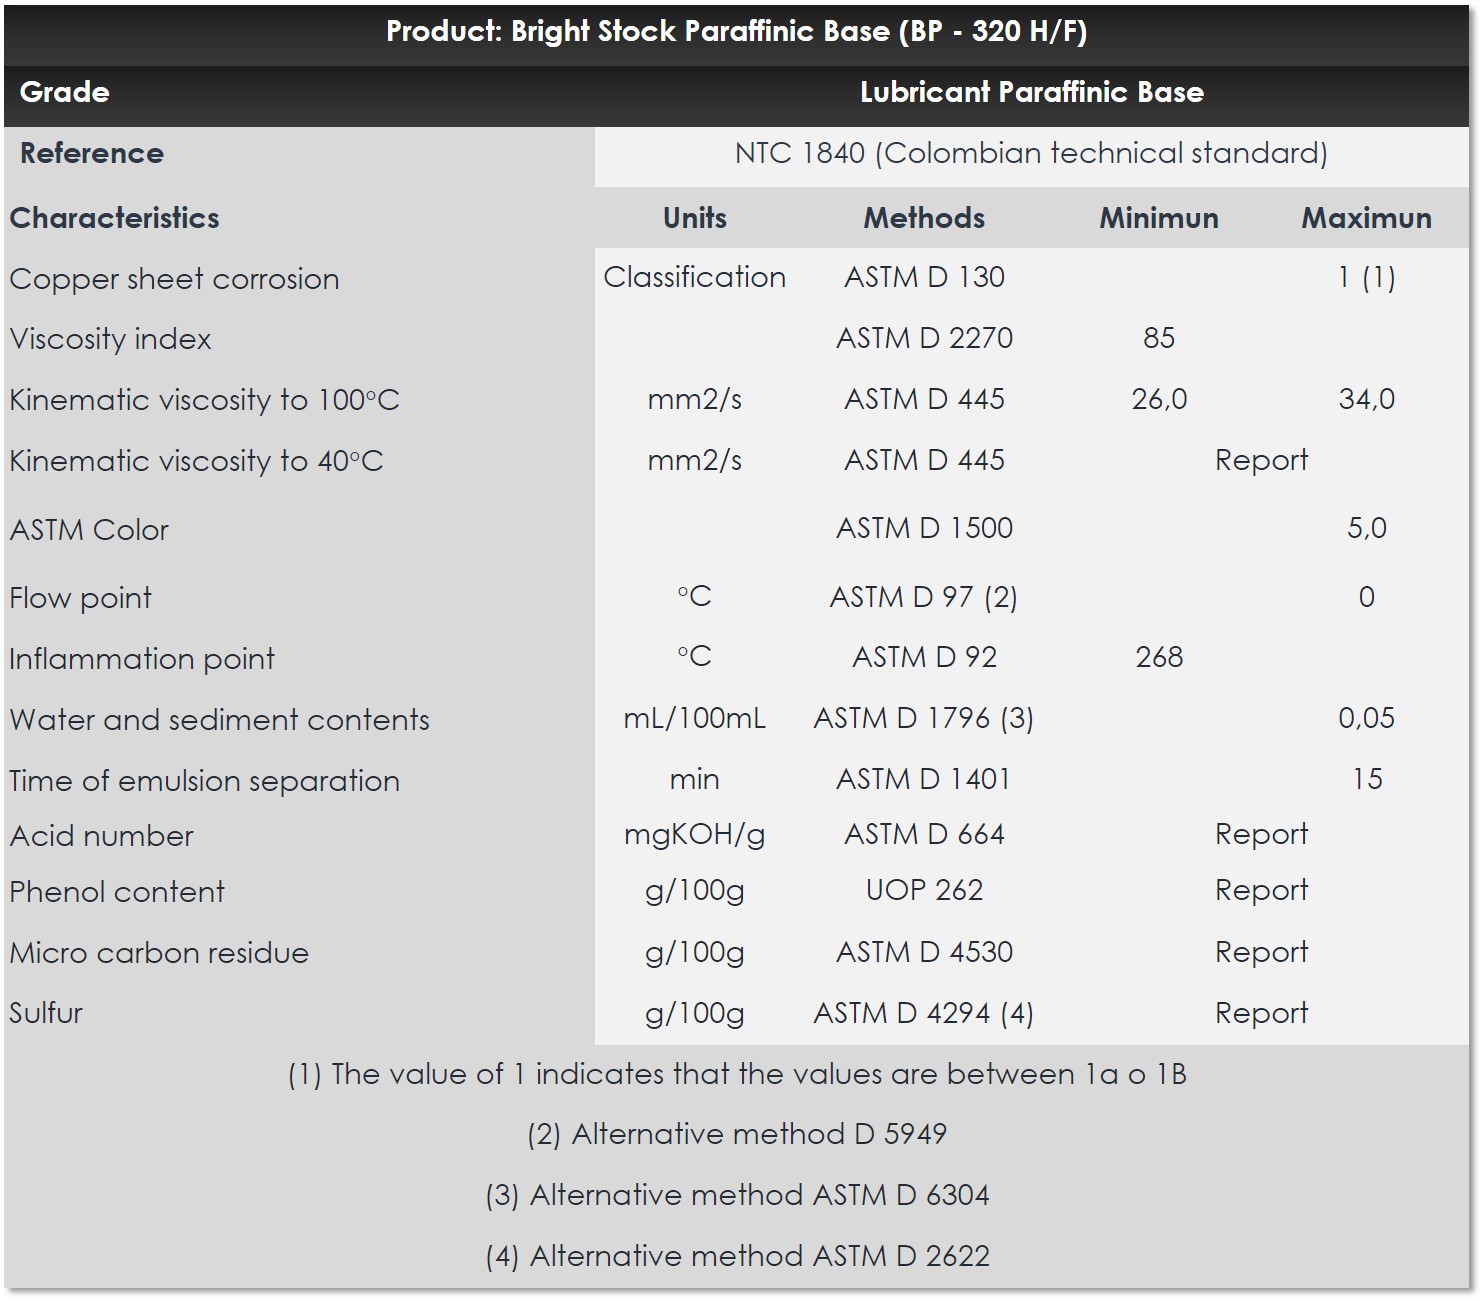 Product: Bright Stock Paraffinic Base (BP - 320 H/F)
Grade Lubricant Paraffinic Base
Reference NTC 1840 (Colombian technical standard)
Characteristics Units Methods Minimun Maximun
Copper sheet corrosion Classification ASTM D 130 1 (1)
Viscosity index ASTM D 2270 85
Kinematic viscosity to 100°C mm2/s ASTM D 445 26,0 34,0
Kinematic viscosity to 40°C mm2/s ASTM D 445 Report
ASTM Color ASTM D 1500 5,0
Flow point °C ASTM D 97 (2) 0
Inflammation point °C ASTM D 92 268
Water and sediment contents mL/100mL ASTM D 1796 (3) 0,05
Time of emulsion separation min ASTM D 1401 15
Acid number mgKOH/g ASTM D 664 Report
Phenol content g/100g UOP 262 Report
Micro carbon residue g/100g ASTM D 4530 Report
Sulfur g/100g ASTM D 4294 (4) Report
(1) The value of 1 indicates that the values are between 1a o 1B
(2) Alternative method D 5949
(3) Alternative method ASTM D 6304
(4) Alternative method ASTM D 2622